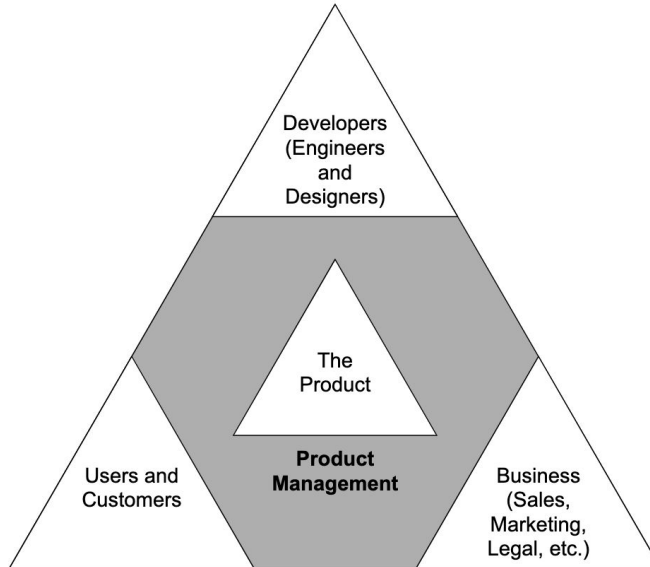 Developers
(Engineers
and
Designers)
The
Product
Product
Management
Users and
Customers
Business
(Sales,
Marketing,
Legal, etc.)